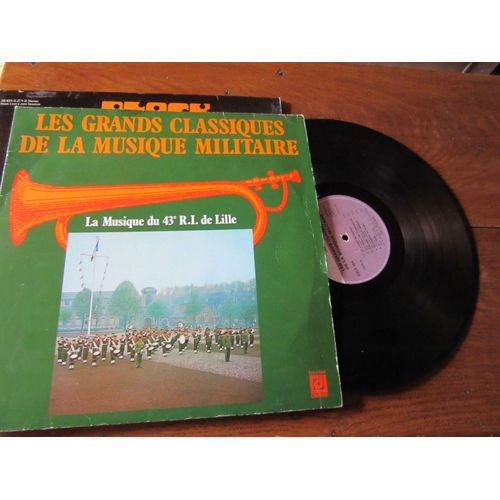 LES GRANDS CLASSIQUES
DE LA MUSIQUE MILITAIRE
La Musique du 43e R.I. de Lille